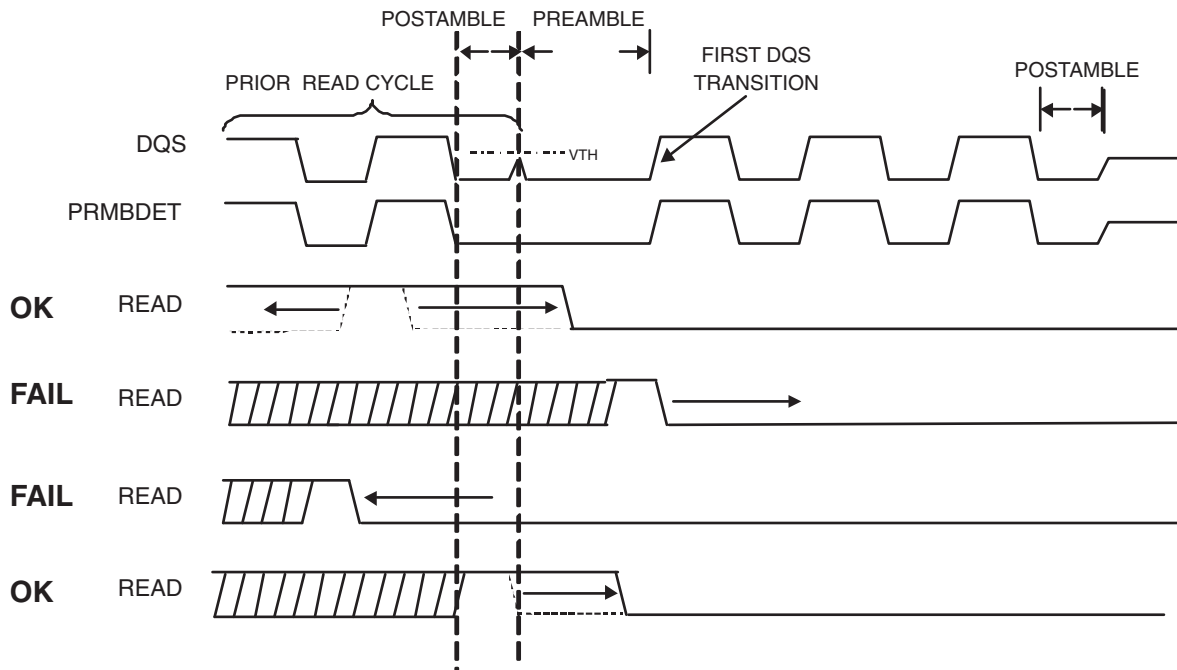 POSTAMBLE PREAMBLE
FIRST DQS
TRANSITION
POSTAMBLE
PRIOR READ CYCLE
DQS
VTH
PRMBDET
OK READ
FAIL READ
FAIL READ
OK READ